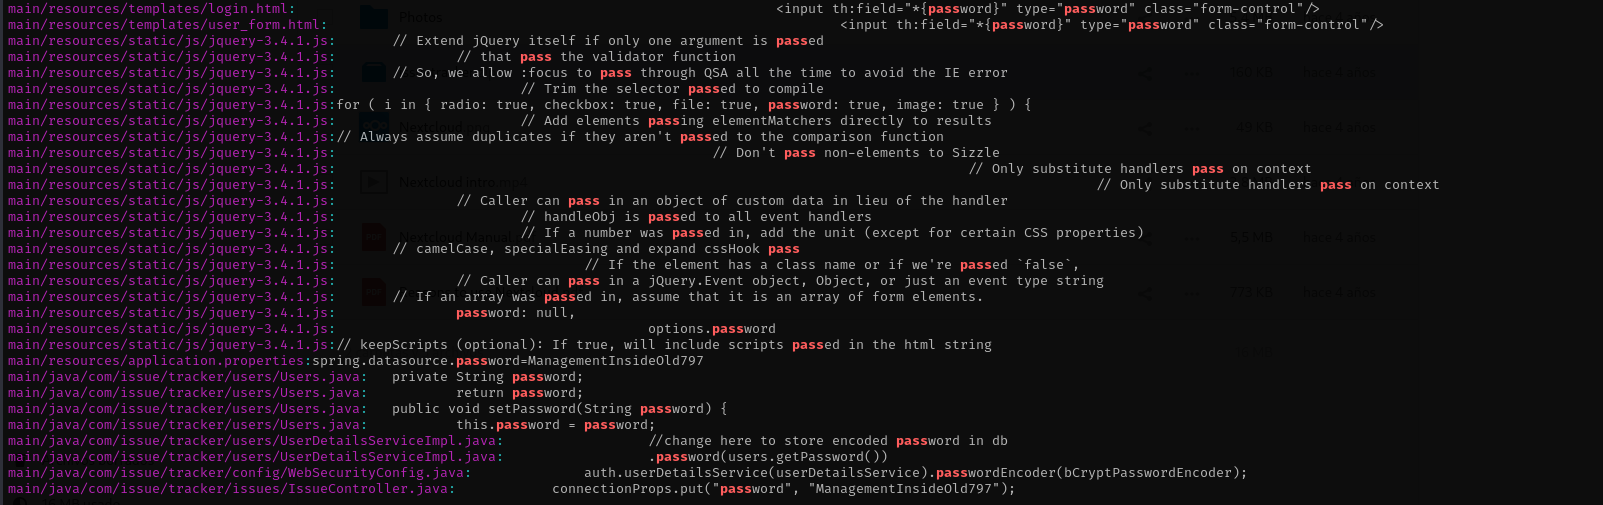 main/resources/templates/login.html: <input th:field="*{password}" type="password" class="form-control"/>
main/resources/templates/user_form.html: <input th:field="*{password}" type="password" class="form-control"/>
main/resources/static/js/jquery-3.4.1.js: // Extend jQuery itself if only one argument is passed
main/resources/static/js/jquery-3.4.1.js: // that pass the validator function
main/resources/static/js/jquery-3.4.1.js: // So, we allow :focus to pass through QSA all the time to avoid the IE error
main/resources/static/js/jquery-3.4.1.js: // Trim the selector passed to compile
main/resources/static/js/jquery-3.4.1.js:for ( i in { radio: true, checkbox: true, file: true, password: true, image: true } ) {
main/resources/static/js/jquery-3.4.1.js: // Add elements passing elementMatchers directly to results
main/resources/static/js/jquery-3.4.1.js:// Always assume duplicates if they aren't passed to the comparison function
main/resources/static/js/jquery-3.4.1.js: // Don't pass non-elements to Sizzle
main/resources/static/js/jquery-3.4.1.js: // Only substitute handlers pass on context
main/resources/static/js/jquery-3.4.1.js: // Only substitute handlers pass on context
main/resources/static/js/jquery-3.4.1.js: // Caller can pass in an object of custom data in lieu of the handler
main/resources/static/js/jquery-3.4.1.js: // handleObj is passed to all event handlers
main/resources/static/js/jquery-3.4.1.js: // If a number was passed in, add the unit (except for certain CSS properties)
main/resources/static/js/jquery-3.4.1.js: // camelCase, specialEasing and expand cssHook pass
main/resources/static/js/jquery-3.4.1.js: // If the element has a class name or if we're passed `false`,
main/resources/static/js/jquery-3.4.1.js: // Caller can pass in a jQuery.Event object, Object, or just an event type string
main/resources/static/js/jquery-3.4.1.js: // If an array was passed in, assume that it is an array of form elements.
main/resources/static/js/jquery-3.4.1.js: password: null,
main/resources/static/js/jquery-3.4.1.js: options.password
main/resources/static/js/jquery-3.4.1.js:// keepScripts (optional): If true, will include scripts passed in the html string
main/resources/application.properties:spring.datasource.password=ManagementInsideOld797
main/java/com/issue/tracker/users/Users.java: private String password;
main/java/com/issue/tracker/users/Users.java: return password;
main/java/com/issue/tracker/users/Users.java: public void setPassword(String password) {
main/java/com/issue/tracker/users/Users.java: this.password = password;
main/java/com/issue/tracker/users/UserDetailsServiceImpl.java: //change here to store encoded password in db
main/java/com/issue/tracker/users/UserDetailsServiceImpl.java: .password(users.getPassword())
main/java/com/issue/tracker/config/WebSecurityConfig.java: auth.userDetailsService(userDetailsService).passwordEncoder(bCryptPasswordEncoder);
main/java/com/issue/tracker/issues/IssueController.java: connectionProps.put("password", "ManagementInsideOld797");
Photos
hace 4 años
49 KB hace 4 años
Nextcloud intro.mp4
Nextcloud Manual
5,5 MB hace 4 años
hace 4 años